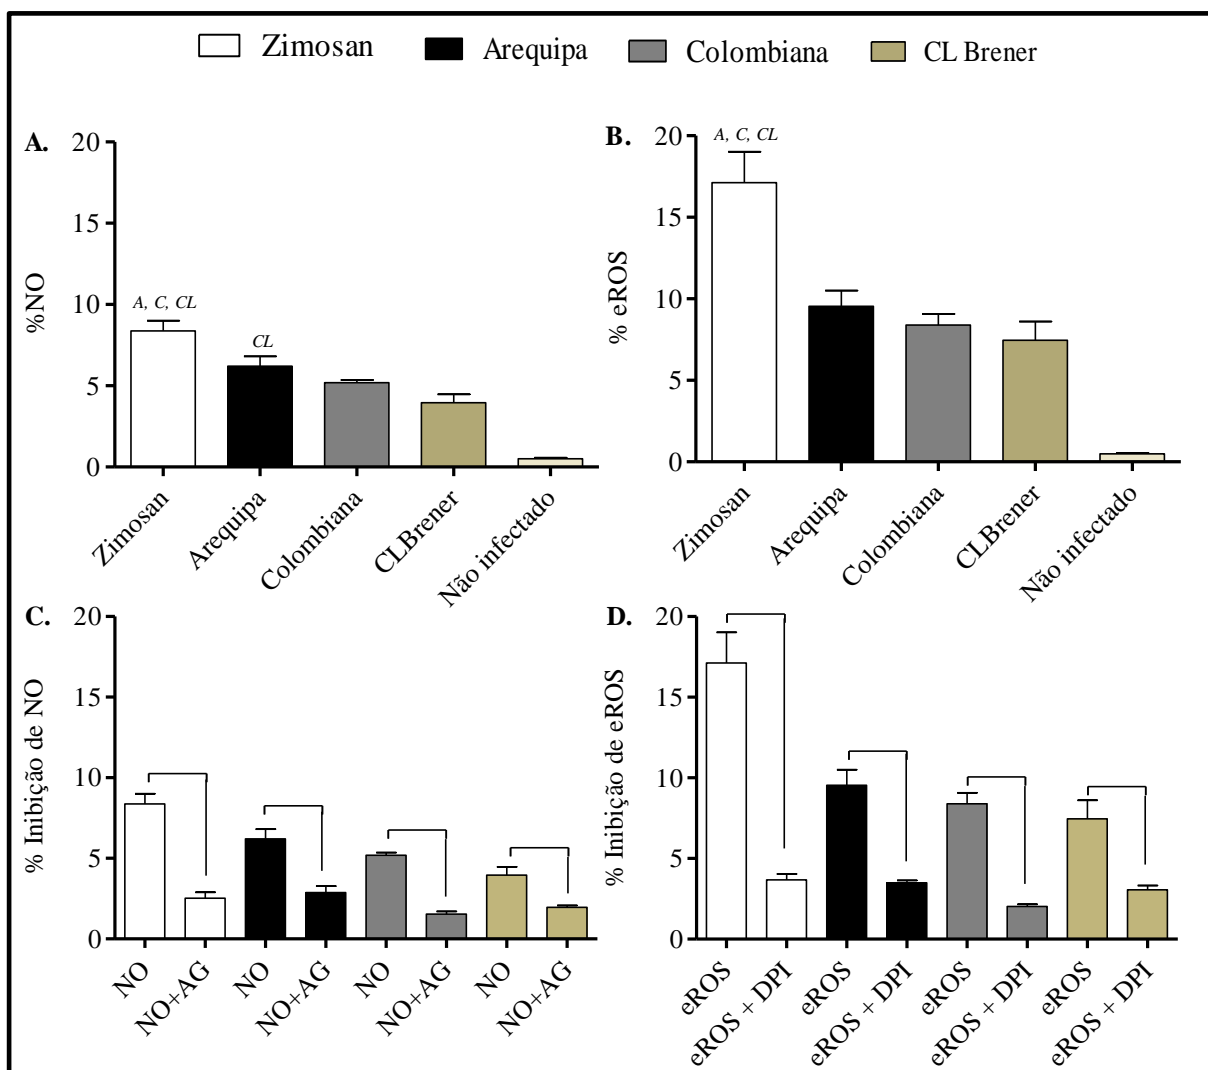 Zimosan Arequipa Colombiana CL Brener
A.
20
15
10
5
0
%NO
A, C, CL
CL
Zimosan
Arequipa
Colombiana
CLBrener
Não infectado
B.
20
15
10
5
0
% eROS
A, C, CL
Zimosan
Arequipa
Colombiana
CLBrener
Não infectado
C.
20
15
10
5
0
% Inibição de NO
NO
NO+AG
NO
NO+AG
NO
NO+AG
NO
NO+AG
D.
20
15
10
5
0
% Inibição de eROS
eROS
eROS + DPI
eROS
eROS + DPI
eROS
eROS + DPI
eROS
eROS + DPI